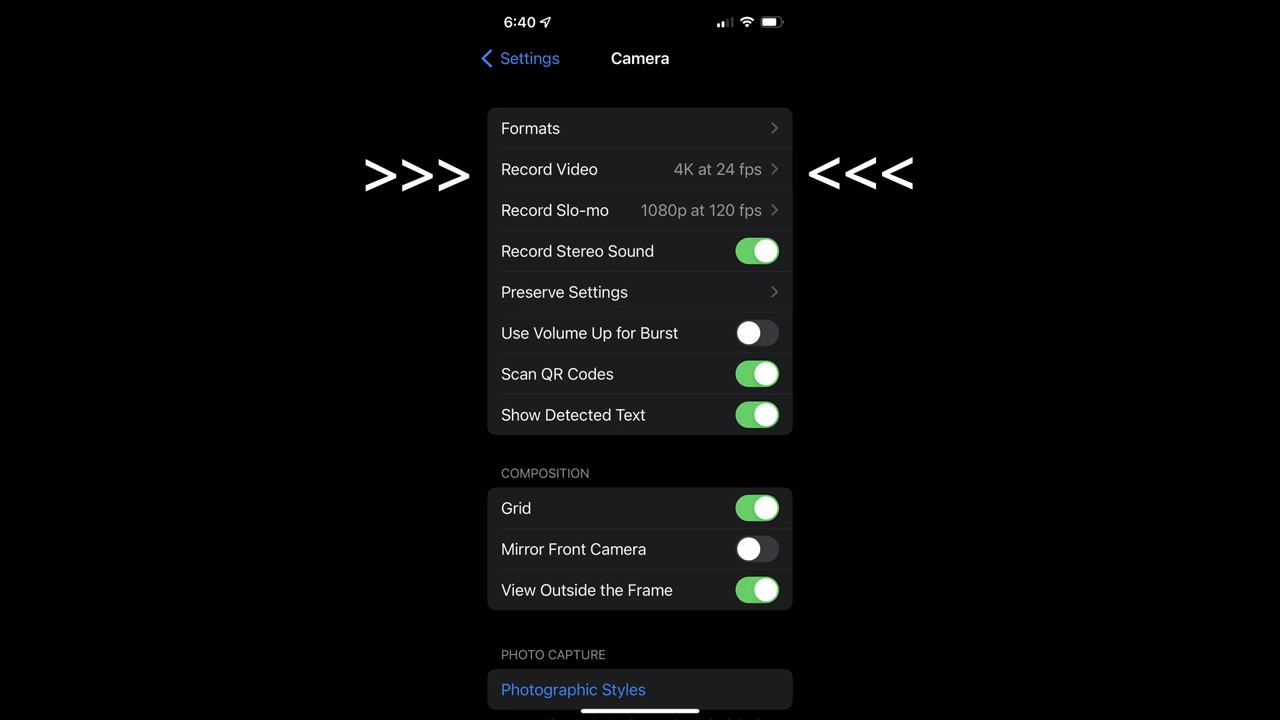 6:40
Settings
Camera
Formats
>>>
Record Video
4K at 24 fps
<<<
Record Slo-mo
1080p at 120 fps
Record Stereo Sound
Preserve Settings
Use Volume Up for Burst
Scan QR Codes
Show Detected Text
COMPOSITION
Grid
Mirror Front Camera
View Outside the Frame
PHOTO CAPTURE
Photographic Styles